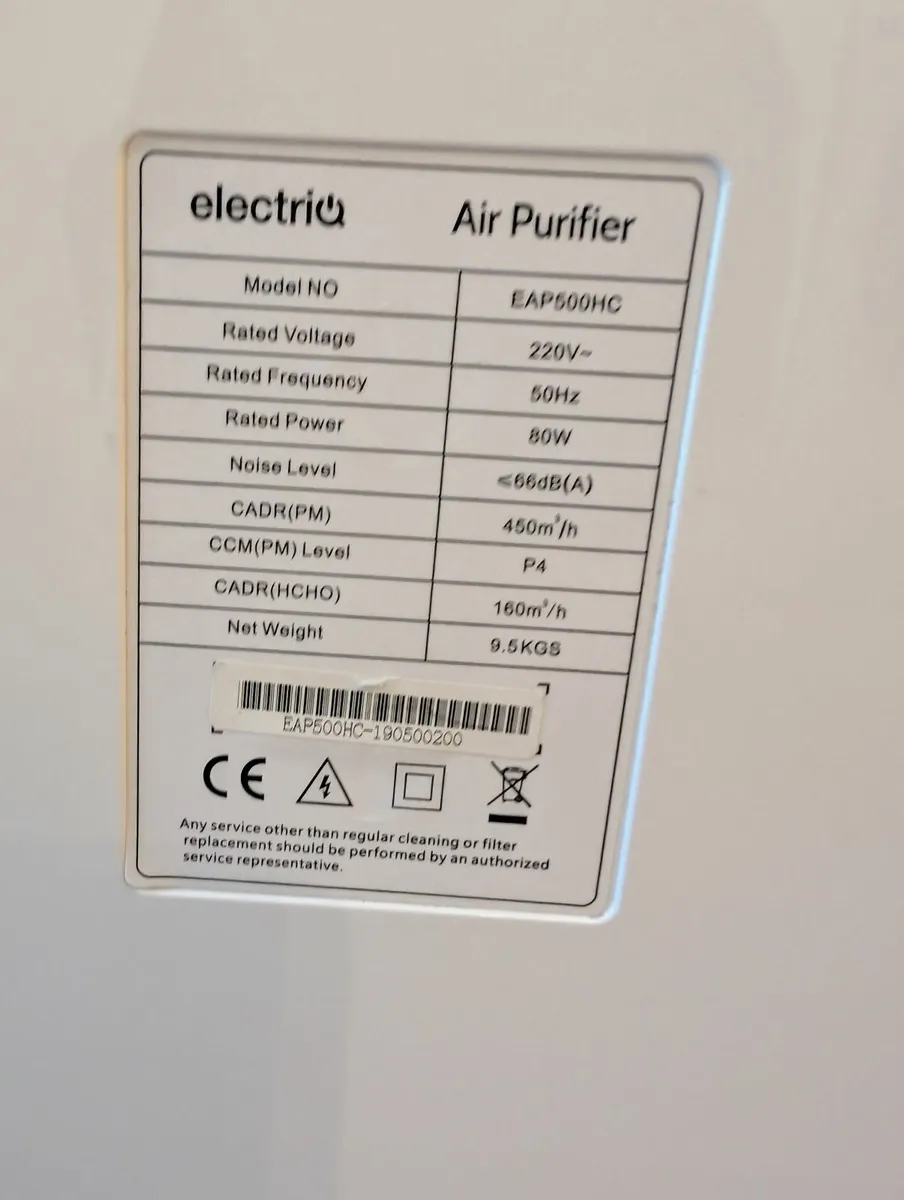 electriQ Air Purifier
Model NO EAP500HC
Rated Voltage 220V~
Rated Frequency 50Hz
Rated Power 80W
Noise Level ≤66dB(A)
CADR(PM) 450m³/h
CCM(PM) Level P4
CADR(HCHO) 160m³/h
Net Weight 9.5KGS
EAP500HC-190500200
CE
Any service other than regular cleaning or filter
replacement should be performed by an authorized
service representative.